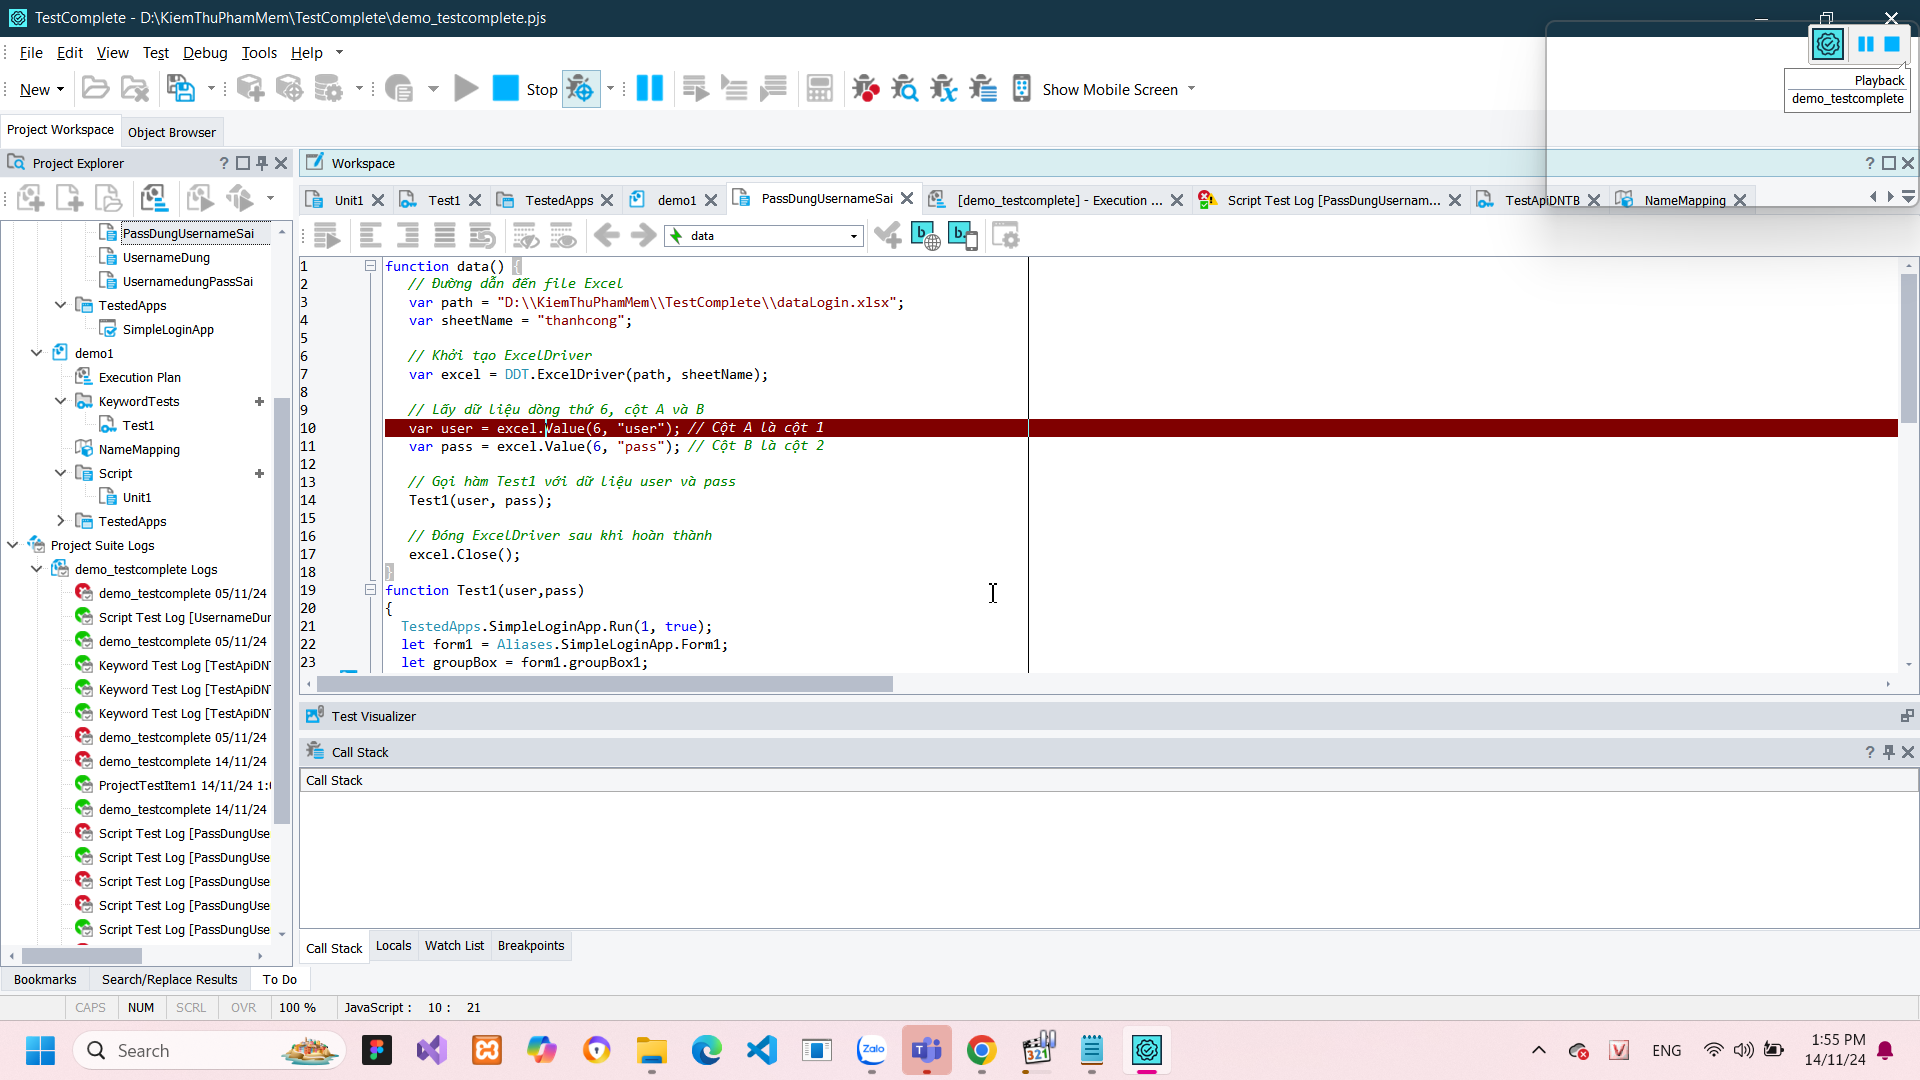 TestComplete - D:\KiemThuPhamMem\TestComplete\demo_testcomplete.pjs
File Edit View Test Debug Tools Help
Playback
demo_testcomplete
New Stop Show Mobile Screen
Project Workspace Object Browser
Project Explorer
Workspace
Unit1 Test1 TestedApps demo1 PassDungUsernameSai [demo_testcomplete] - Execution ... Script Test Log [PassDungUsernam... TestApiDNTB NameMapping
data
PassDungUsernameSai
UsernameDung
UsernamedungPassSai
TestedApps
SimpleLoginApp
demo1
Execution Plan
KeywordTests
Test1
NameMapping
Script
Unit1
TestedApps
Project Suite Logs
demo_testcomplete Logs
demo_testcomplete 05/11/24
Script Test Log [UsernameDur
demo_testcomplete 05/11/24
Keyword Test Log [TestApiDN
Keyword Test Log [TestApiDN
Keyword Test Log [TestApiDN
demo_testcomplete 05/11/24
demo_testcomplete 14/11/24
ProjectTestItem1 14/11/24 1:
demo_testcomplete 14/11/24
Script Test Log [PassDungUse
Script Test Log [PassDungUse
Script Test Log [PassDungUse
Script Test Log [PassDungUse
Script Test Log [PassDungUse
1 function data() {
2 // Đường dẫn đến file Excel
3 var path = "D:\\KiemThuPhamMem\\TestComplete\\dataLogin.xlsx";
4 var sheetName = "thanhcong";
5
6 // Khởi tạo ExcelDriver
7 var excel = DDT.ExcelDriver(path, sheetName);
8
9 // Lấy dữ liệu dòng thứ 6, cột A và B
10 var user = excel.Value(6, "user"); // Cột A là cột 1
11 var pass = excel.Value(6, "pass"); // Cột B là cột 2
12
13 // Gọi hàm Test1 với dữ liệu user và pass
14 Test1(user, pass);
15
16 // Đóng ExcelDriver sau khi hoàn thành
17 excel.Close();
18 }
19 function Test1(user,pass)
20 {
21 TestedApps.SimpleLoginApp.Run(1, true);
22 let form1 = Aliases.SimpleLoginApp.Form1;
23 let groupBox = form1.groupBox1;
Test Visualizer
Call Stack
Call Stack
Call Stack Locals Watch List Breakpoints
Bookmarks Search/Replace Results To Do
CAPS NUM SCRL OVR 100 % JavaScript : 10 : 21
Search
Zalo
321
ENG
1:55 PM
14/11/24